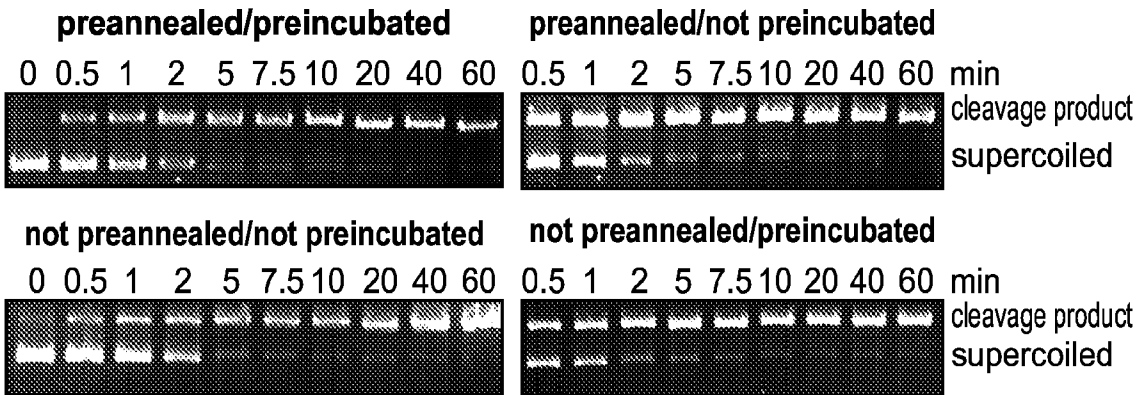 preannealed/preincubated
preannealed/not preincubated
0 0.5 1 2 5 7.5 10 20 40 60
0.5 1 2 5 7.5 10 20 40 60 min
cleavage product
supercoiled
not preannealed/not preincubated
not preannealed/preincubated
0 0.5 1 2 5 7.5 10 20 40 60
0.5 1 2 5 7.5 10 20 40 60 min
cleavage product
supercoiled